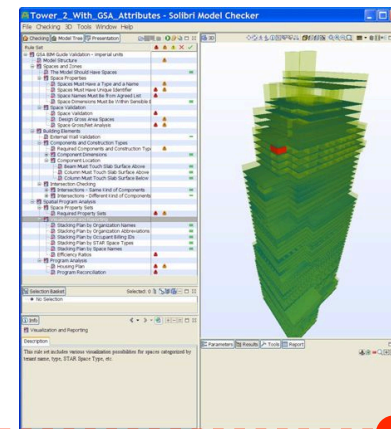 Tower_2_With_GSA_Attributes - Solibri Model Checker
File Checking 3D Tools Window Help
Checking Model Tree Presentation
3D
Rule Set
GSA BIM Guide Validation - Imperial units
Model Structure
Spaces and Zones
The Model Should Have Spaces
Space Properties
Spaces Must Have a Type and a Name
Spaces Must Have Unique Identifier
Space Names Must be from Agreed List
Space Dimensions Must Be Within Sensible
Space Validation
Space Validation
Design Gross Area Spaces
Space Gross/Net Analysis
Building Elements
External Wall Validation
Components and Construction Types
Required Components and Construction Typ
Component Dimensions
Component Location
Beam Must Touch Slab Surface Above
Column Must Touch Slab Surface Above
Column Must Touch Slab Surface Below
Intersection Checking
Intersections - Same Kind of Components
Intersections - Different Kind of Components
Spatial Program Analysis
Space Property Sets
Required Property Sets
Visualization and Reporting
Stacking Plan by Organization Names
Stacking Plan by Organization Abbreviations
Stacking Plan by Occupant Billing IDs
Stacking Plan by STAR Space Types
Stacking Plan by Space Names
Efficiency Ratios
Program Analysis
Housing Plan
Program Reconciliation
Selection Basket
Selected: 0
No Selection
Info
Visualization and Reporting
Description
This rule set includes various visualization possibilities for spaces categorized by
tenant name, type, STAR Space Type, etc.
Parameters Results Tools Report